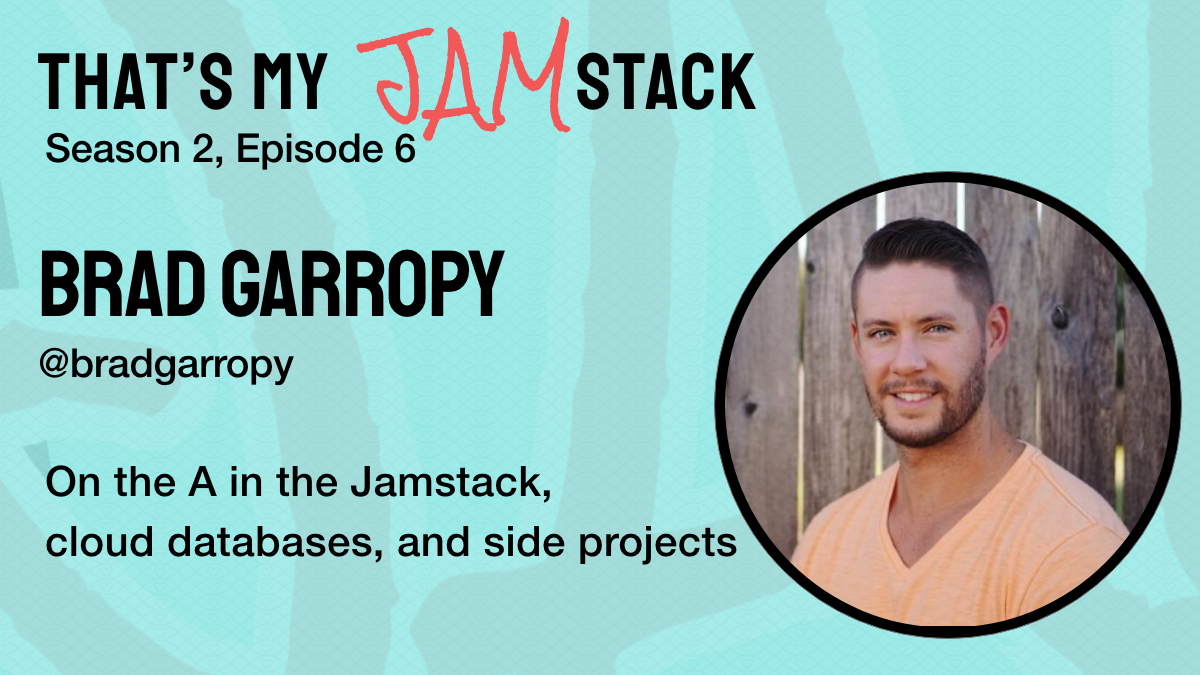 THAT'S MY JAMSTACK
Season 2, Episode 6
BRAD GARROPY
@bradgarropy
On the A in the Jamstack,
cloud databases, and side projects